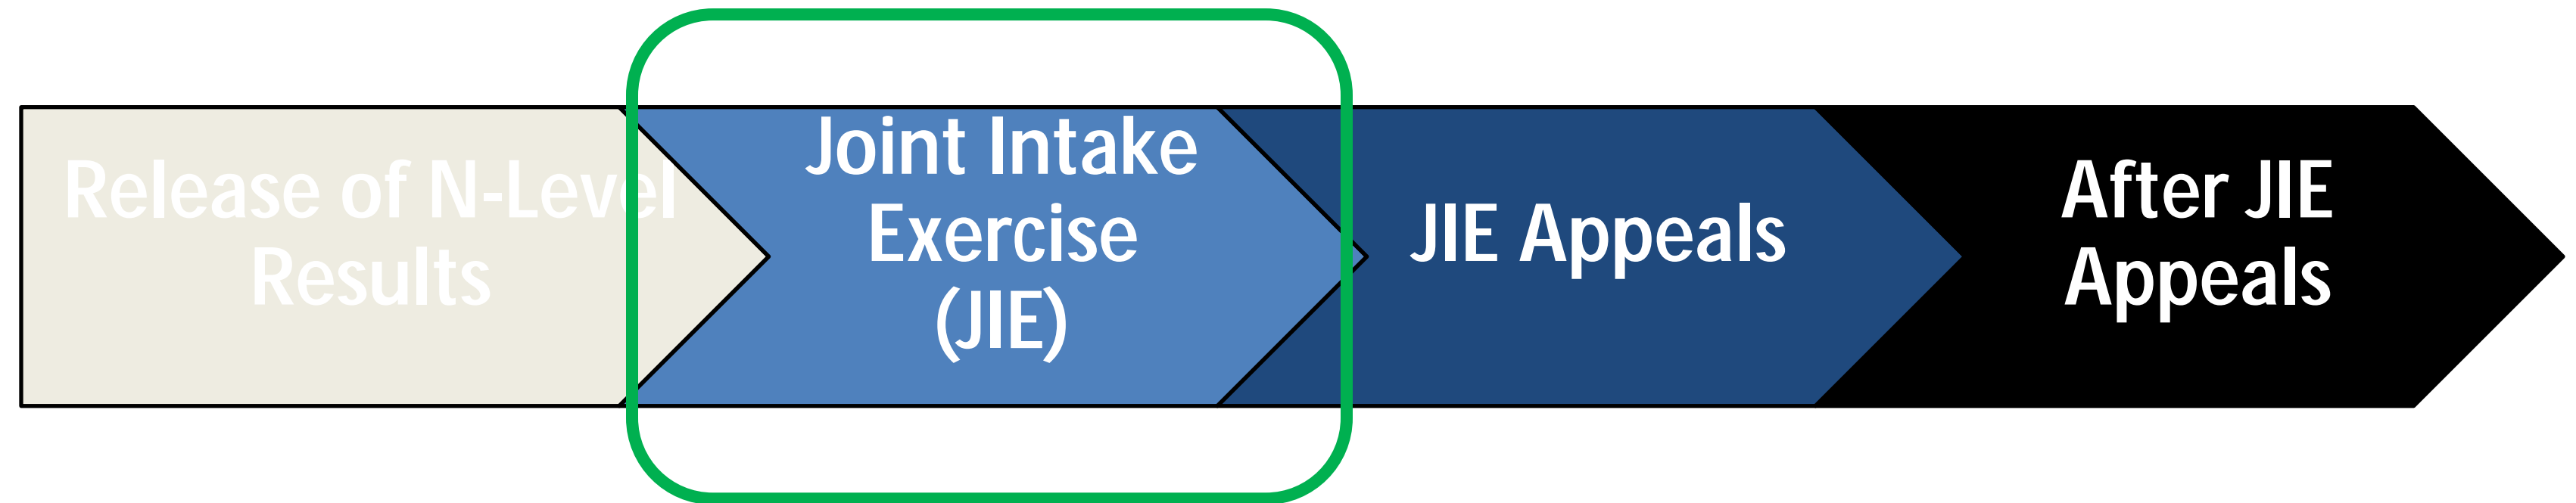 Release of N-Level
Results
Joint Intake
Exercise
(JIE)
JIE Appeals
After JIE
Appeals